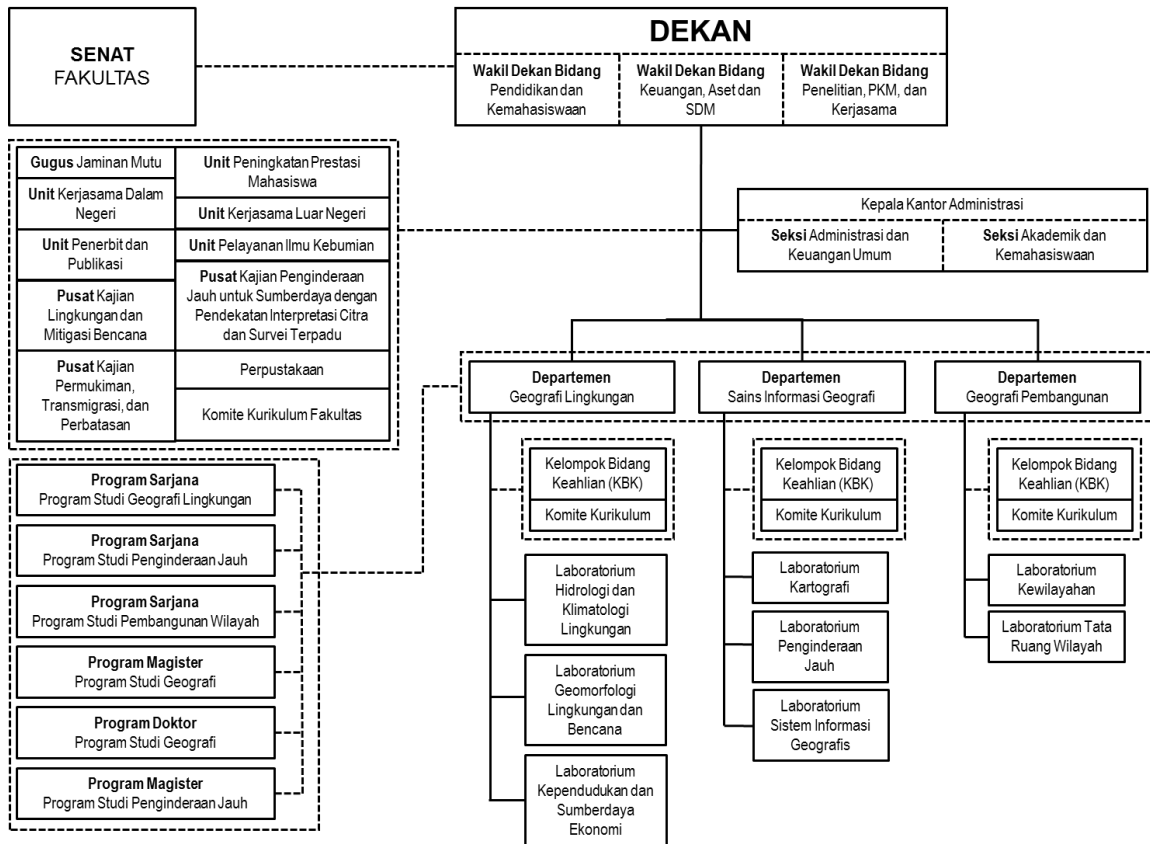 SENAT
FAKULTAS
DEKAN
Wakil Dekan Bidang
Pendidikan dan
Kemahasiswaan
Wakil Dekan Bidang
Keuangan, Aset dan
SDM
Wakil Dekan Bidang
Penelitian, PKM, dan
Kerjasama
Gugus Jaminan Mutu
Unit Kerjasama Dalam
Negeri
Unit Penerbit dan
Publikasi
Pusat Kajian
Lingkungan dan
Mitigasi Bencana
Pusat Kajian
Permukiman,
Transmigrasi, dan
Perbatasan
Unit Peningkatan Prestasi
Mahasiswa
Unit Kerjasama Luar Negeri
Unit Pelayanan Ilmu Kebumian
Pusat Kajian Penginderaan
Jauh untuk Sumberdaya dengan
Pendekatan Interpretasi Citra
dan Survei Terpadu
Perpustakaan
Komite Kurikulum Fakultas
Kepala Kantor Administrasi
Seksi Administrasi dan
Keuangan Umum
Seksi Akademik dan
Kemahasiswaan
Departemen
Geografi Lingkungan
Departemen
Sains Informasi Geografi
Departemen
Geografi Pembangunan
Program Sarjana
Program Studi Geografi Lingkungan
Program Sarjana
Program Studi Penginderaan Jauh
Program Sarjana
Program Studi Pembangunan Wilayah
Program Magister
Program Studi Geografi
Program Doktor
Program Studi Geografi
Program Magister
Program Studi Penginderaan Jauh
Kelompok Bidang
Keahlian (KBK)
Komite Kurikulum
Laboratorium
Hidrologi dan
Klimatologi
Lingkungan
Laboratorium
Geomorfologi
Lingkungan dan
Bencana
Laboratorium
Kependudukan dan
Sumberdaya
Ekonomi
Kelompok Bidang
Keahlian (KBK)
Komite Kurikulum
Laboratorium
Kartografi
Laboratorium
Penginderaan
Jauh
Laboratorium
Sistem Informasi
Geografis
Kelompok Bidang
Keahlian (KBK)
Komite Kurikulum
Laboratorium
Kewilayahan
Laboratorium Tata
Ruang Wilayah